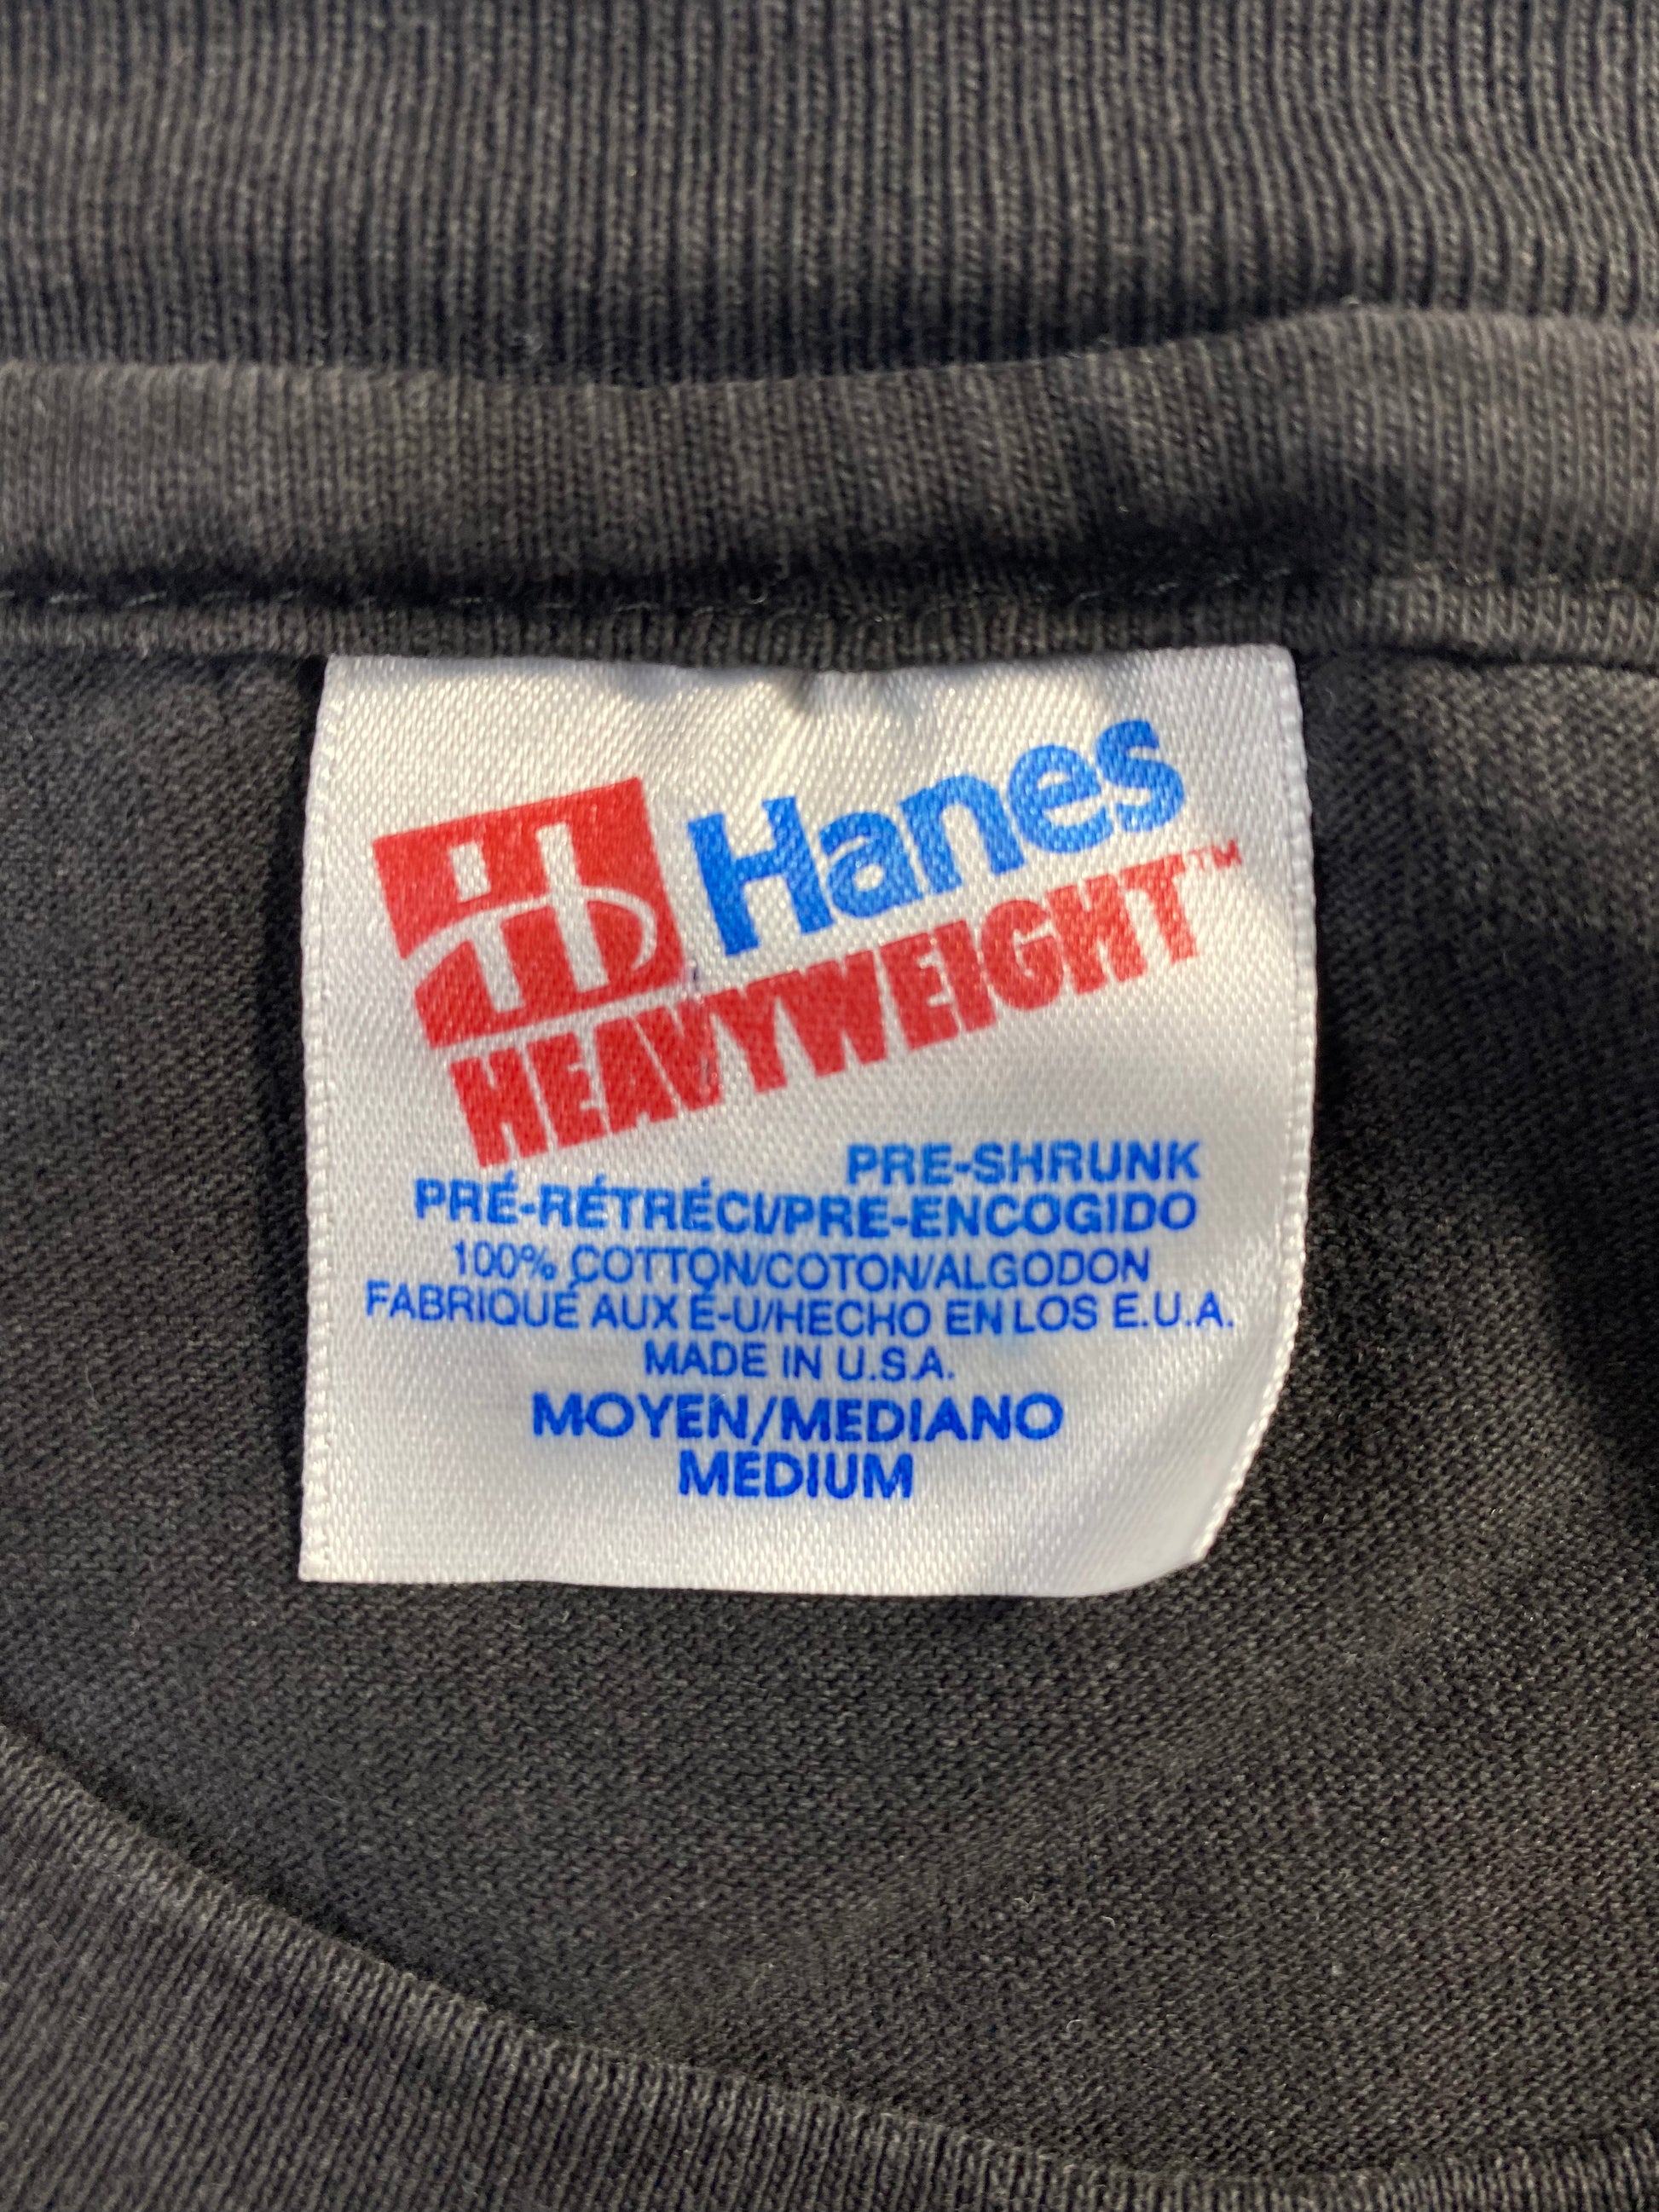 Hanes
HEAVYWEIGHT™
PRE-SHRUNK
PRÉ-RÉTRÉCI/PRE-ENCOGIDO
100% COTTON/COTON/ALGODON
FABRIQUÉ AUX É-U/HECHO EN LOS E.U.A.
MADE IN U.S.A.
MOYEN/MEDIANO
MEDIUM